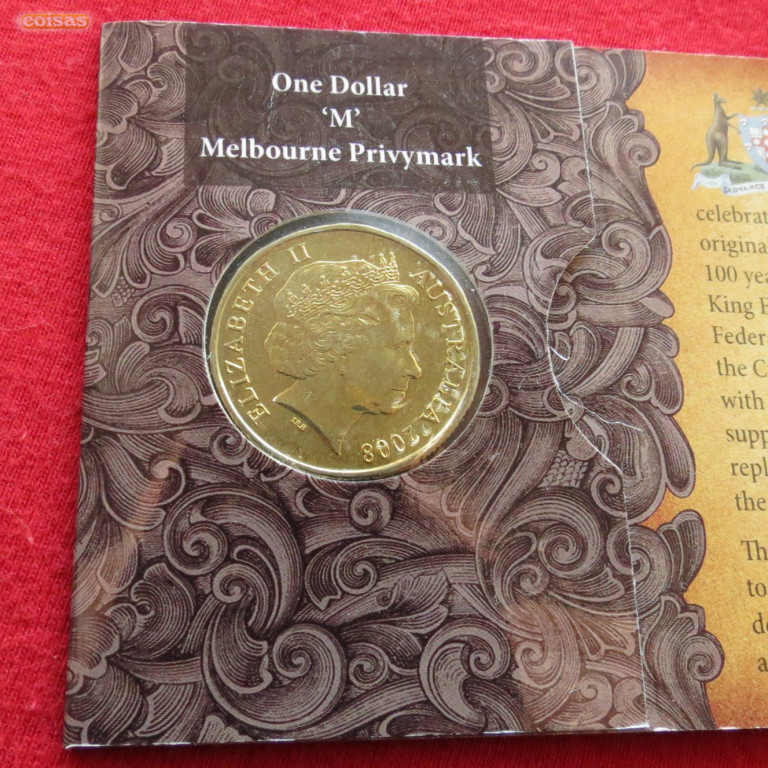 coisas
One Dollar
‘M’
Melbourne Privymark
ELIZABETH II
AUSTRALIA 2008
IRB
ADVANCE
celebrat
origina
100 yea
King E
Feder
the C
with
supp
repl
the
Th
to
de
a